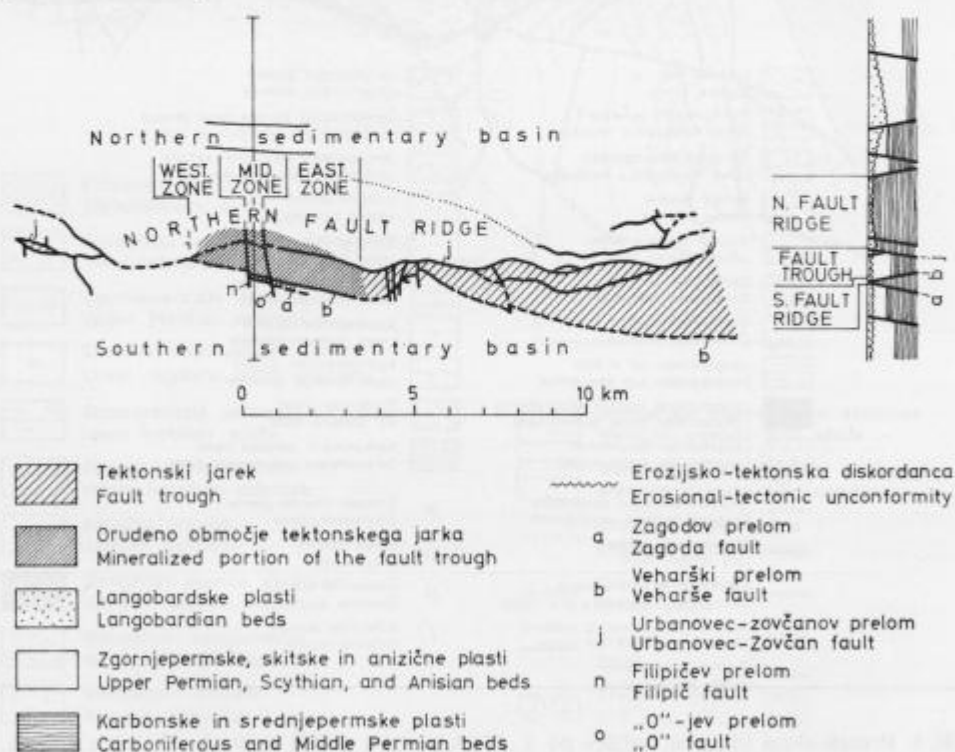 Northern sedimentary basin
WEST. ZONE
MID. ZONE
EAST. ZONE
NORTHERN FAULT RIDGE
j
j
n
o
a
b
b
Southern sedimentary basin
0 5 10 km
N. FAULT
RIDGE
FAULT
TROUGH
S. FAULT
RIDGE
j
b
a
Tektonski jarek
Fault trough
Orudeno območje tektonskega jarka
Mineralized portion of the fault trough
Langobardske plasti
Langobardian beds
Zgornjepermske, skitske in anizične plasti
Upper Permian, Scythian, and Anisian beds
Karbonske in srednjepermske plasti
Carboniferous and Middle Permian beds
Erozijsko-tektonska diskordanca
Erosional-tectonic unconformity
a Zagodov prelom
Zagoda fault
b Veharški prelom
Veharše fault
j Urbanovec-zovčanov prelom
Urbanovec-Zovčan fault
n Filipičev prelom
Filipič fault
o „O"-jev prelom
„O" fault